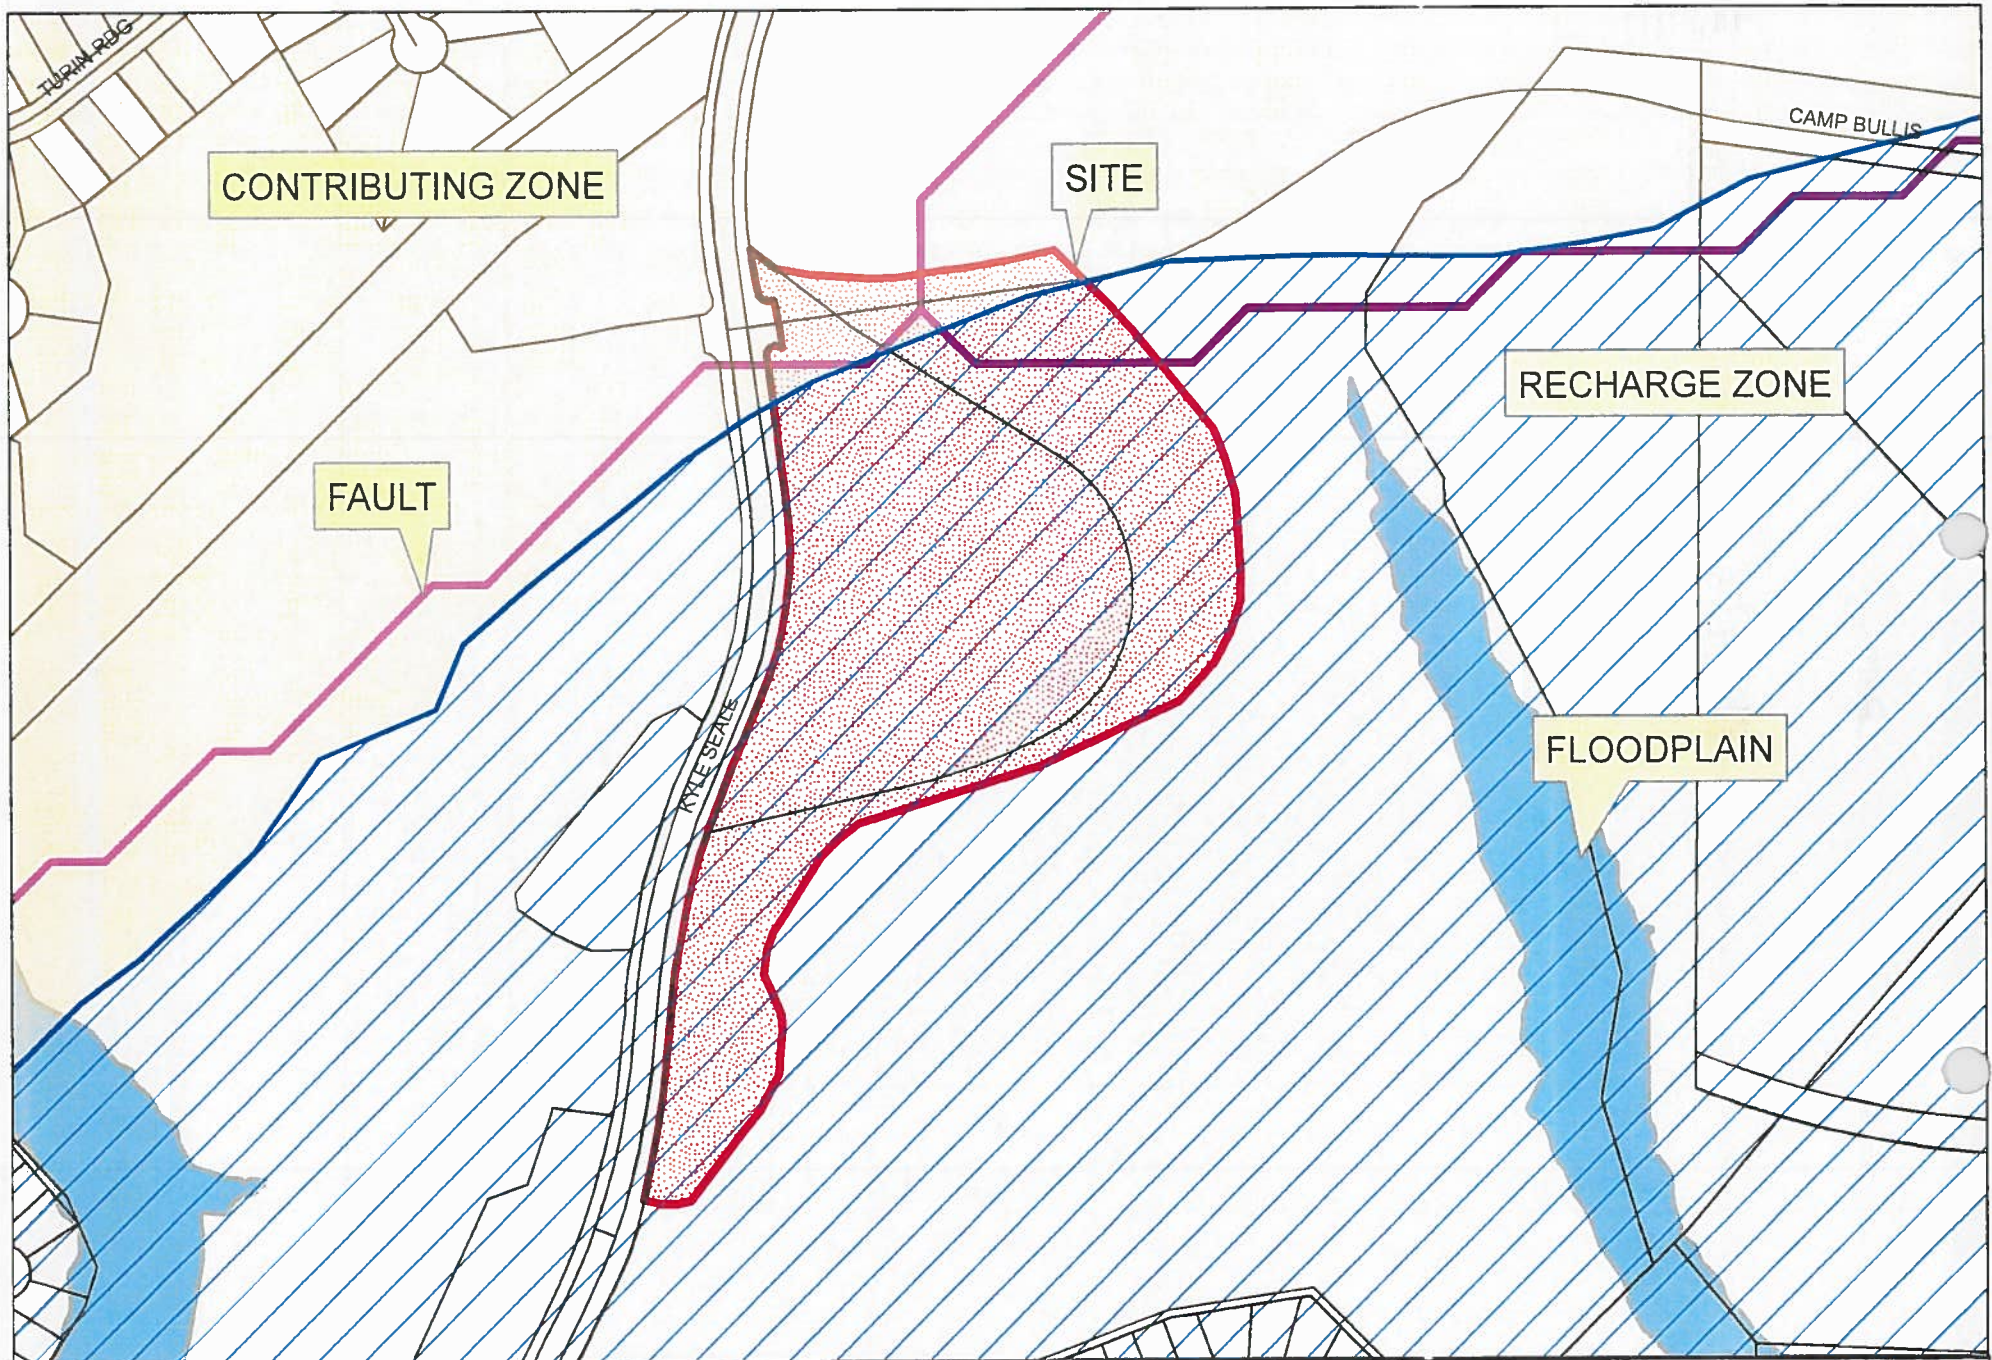 TURIN RDG
CAMP BULLIS
CONTRIBUTING ZONE
SITE
RECHARGE ZONE
FAULT
KYLE SEALE
FLOODPLAIN